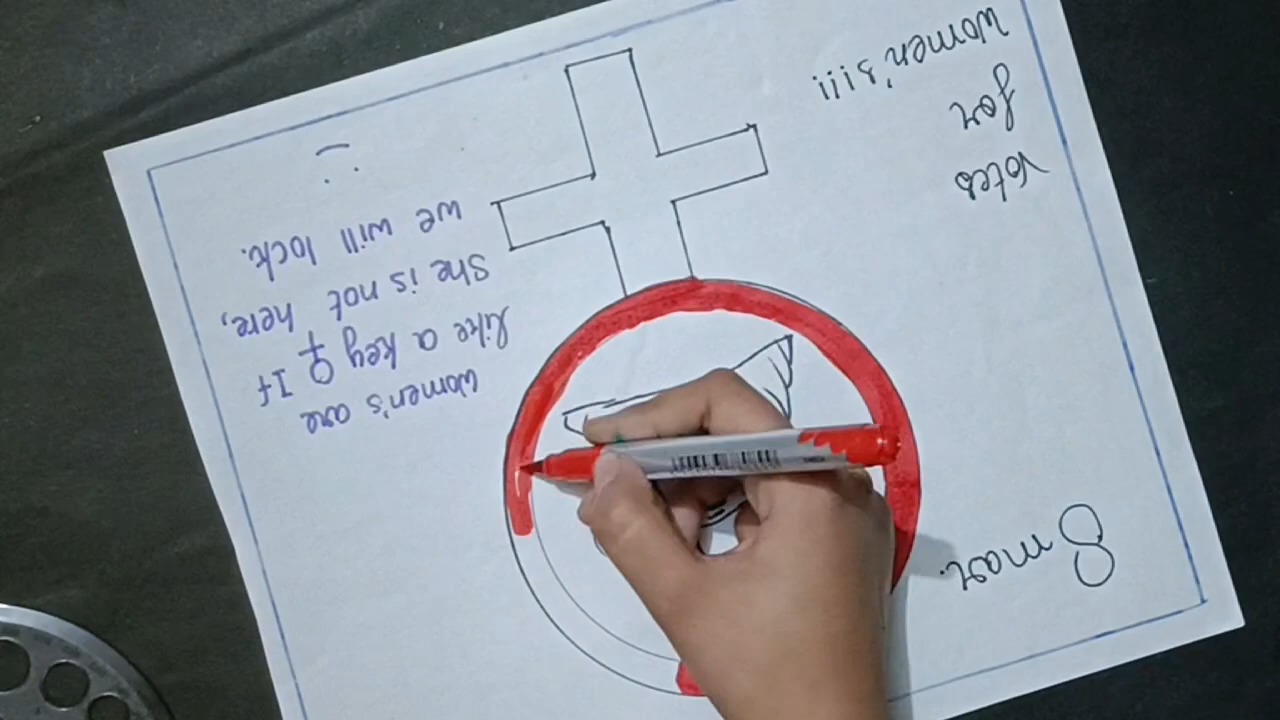 8 mar.
Votes
for
women's¡¡¡
women's are
like a key ♀ If
she is not here,
we will lock.
:(